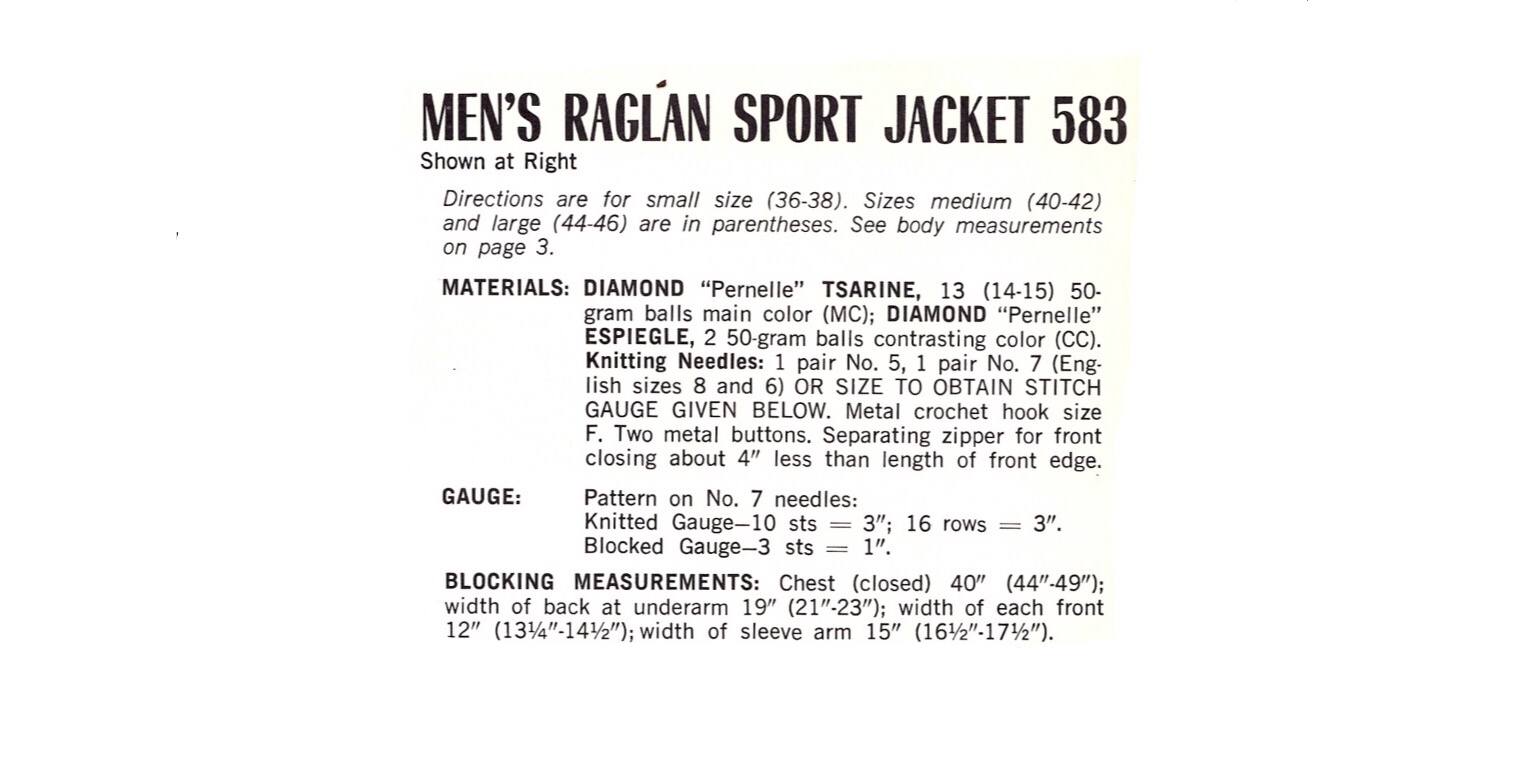 MEN'S RAGLAN SPORT JACKET 583
Shown at Right
Directions are for small size (36-38). Sizes medium (40-42)
and large (44-46) are in parentheses. See body measurements
on page 3.
MATERIALS: DIAMOND “Pernelle” TSARINE, 13 (14-15) 50-
gram balls main color (MC); DIAMOND “Pernelle”
ESPIEGLE, 2 50-gram balls contrasting color (CC).
Knitting Needles: 1 pair No. 5, 1 pair No. 7 (Eng-
lish sizes 8 and 6) OR SIZE TO OBTAIN STITCH
GAUGE GIVEN BELOW. Metal crochet hook size
F. Two metal buttons. Separating zipper for front
closing about 4″ less than length of front edge.
GAUGE: Pattern on No. 7 needles:
Knitted Gauge—10 sts = 3″; 16 rows = 3″.
Blocked Gauge—3 sts = 1″.
BLOCKING MEASUREMENTS: Chest (closed) 40″ (44″-49″);
width of back at underarm 19″ (21″-23″); width of each front
12″ (13¼″-14½″); width of sleeve arm 15″ (16½″-17½″).